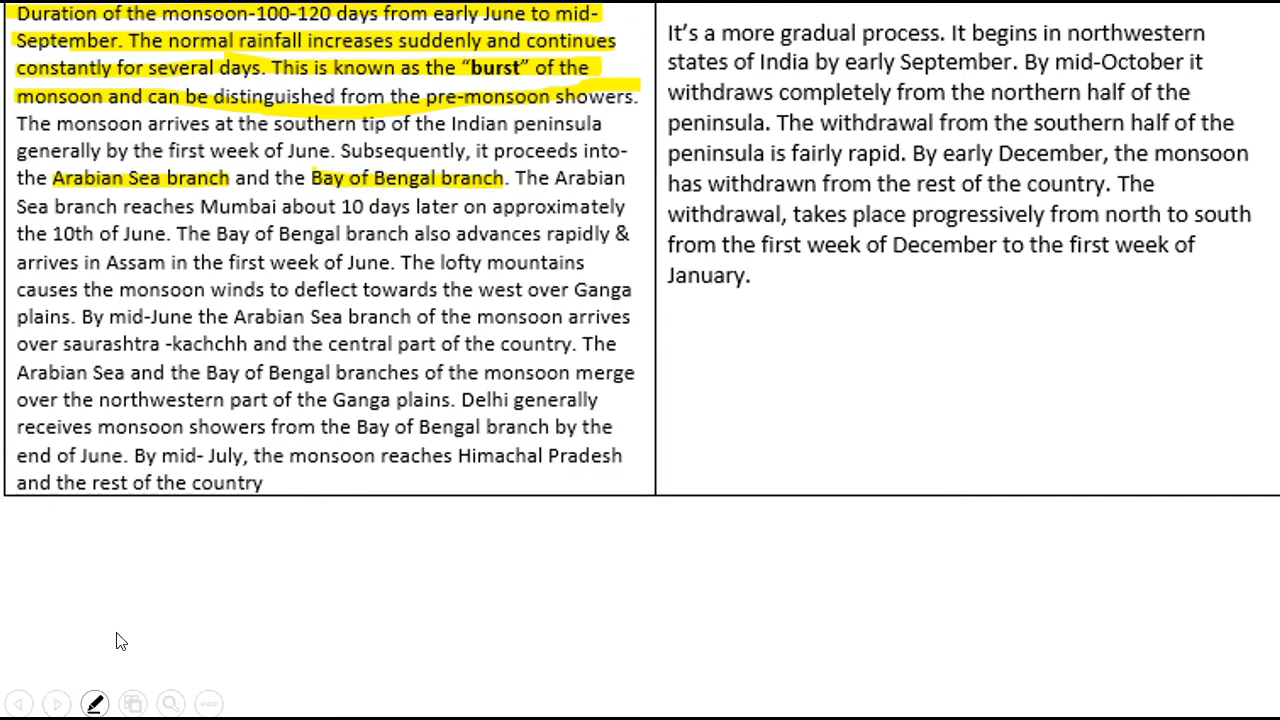 Duration of the monsoon-100-120 days from early June to mid-
September. The normal rainfall increases suddenly and continues
constantly for several days. This is known as the “burst” of the
monsoon and can be distinguished from the pre-monsoon showers.
The monsoon arrives at the southern tip of the Indian peninsula
generally by the first week of June. Subsequently, it proceeds into-
the Arabian Sea branch and the Bay of Bengal branch. The Arabian
Sea branch reaches Mumbai about 10 days later on approximately
the 10th of June. The Bay of Bengal branch also advances rapidly &
arrives in Assam in the first week of June. The lofty mountains
causes the monsoon winds to deflect towards the west over Ganga
plains. By mid-June the Arabian Sea branch of the monsoon arrives
over saurashtra -kachchh and the central part of the country. The
Arabian Sea and the Bay of Bengal branches of the monsoon merge
over the northwestern part of the Ganga plains. Delhi generally
receives monsoon showers from the Bay of Bengal branch by the
end of June. By mid- July, the monsoon reaches Himachal Pradesh
and the rest of the country
It’s a more gradual process. It begins in northwestern
states of India by early September. By mid-October it
withdraws completely from the northern half of the
peninsula. The withdrawal from the southern half of the
peninsula is fairly rapid. By early December, the monsoon
has withdrawn from the rest of the country. The
withdrawal, takes place progressively from north to south
from the first week of December to the first week of
January.